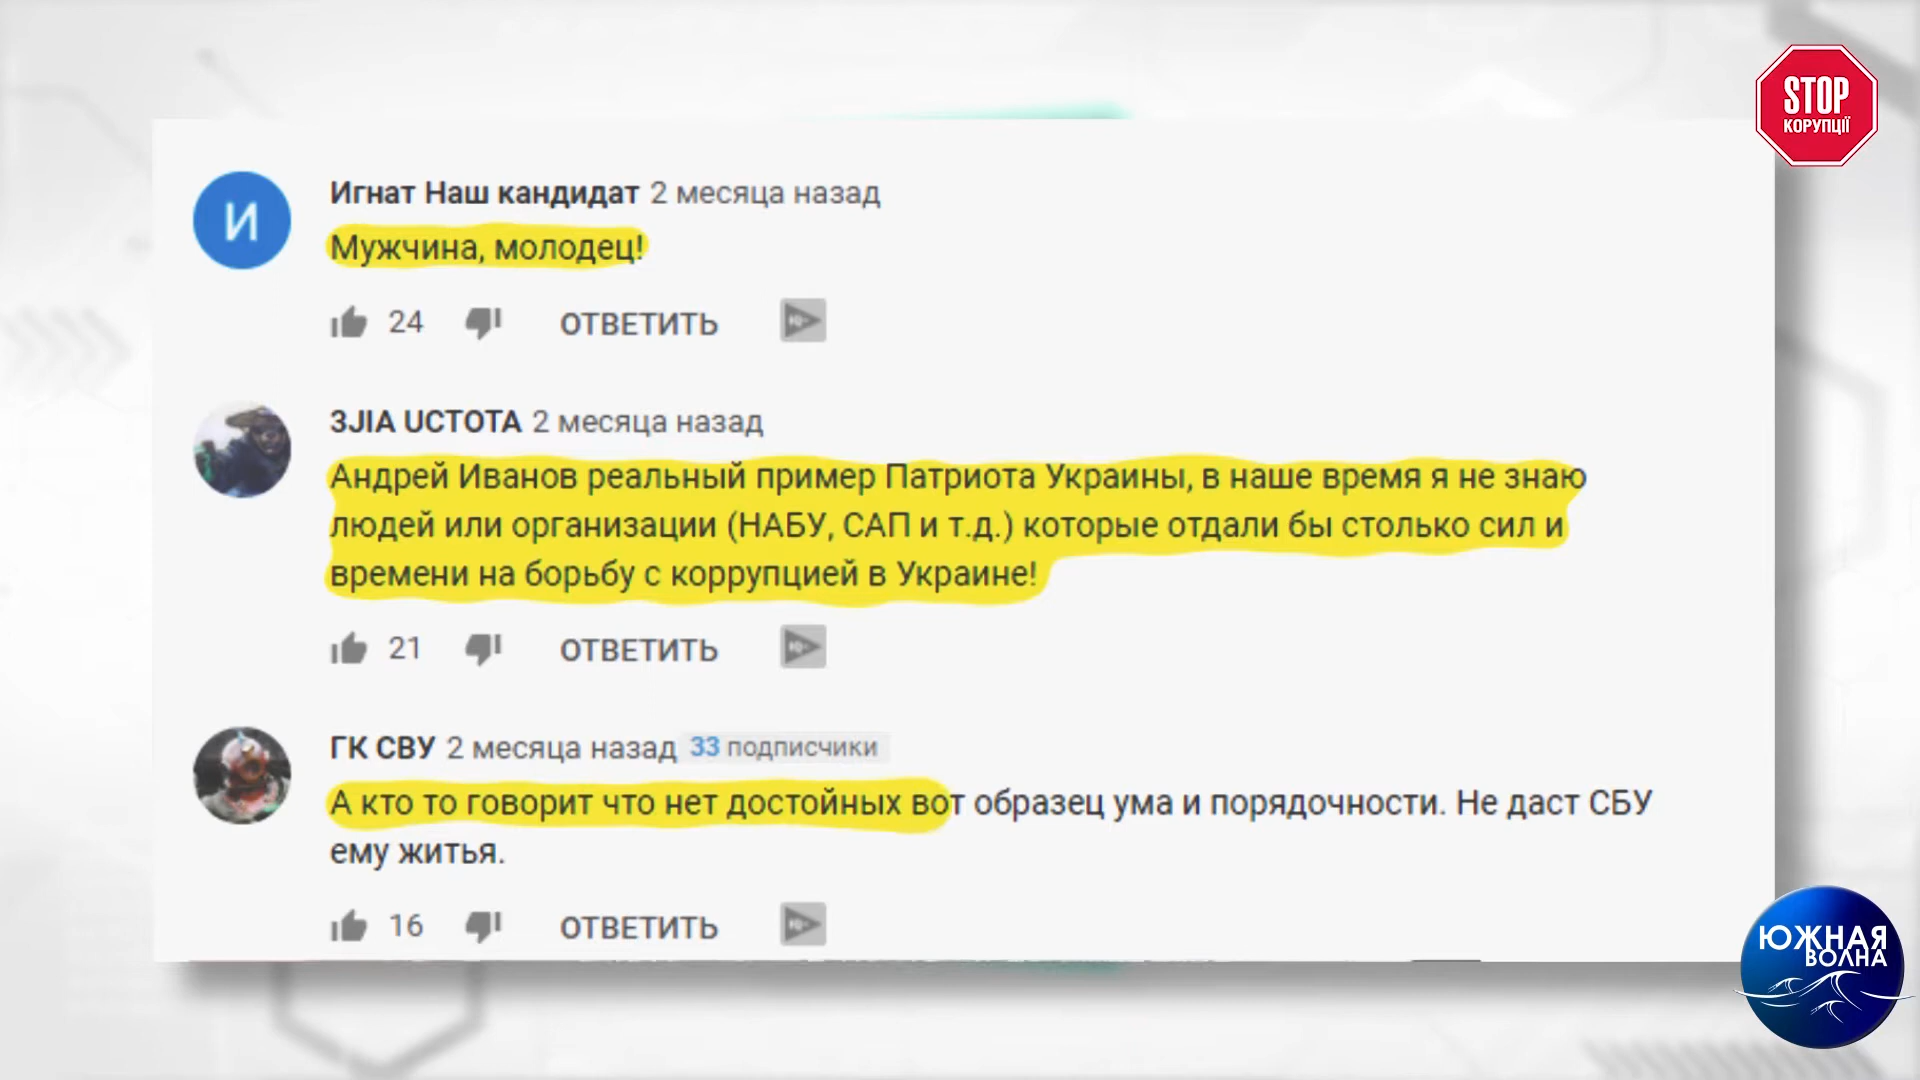 STOP
КОРУПЦІЇ
И
Игнат Наш кандидат 2 месяца назад
Мужчина, молодец!
24 ОТВЕТИТЬ
3JIA UCTOTA 2 месяца назад
Андрей Иванов реальный пример Патриота Украины, в наше время я не знаю
людей или организации (НАБУ, САП и т.д.) которые отдали бы столько сил и
времени на борьбу с коррупцией в Украине!
21 ОТВЕТИТЬ
ГК СВУ 2 месяца назад 33 подписчики
А кто то говорит что нет достойных вот образец ума и порядочности. Не даст СБУ
ему житья.
16 ОТВЕТИТЬ
ЮЖНАЯ
ВОЛНА